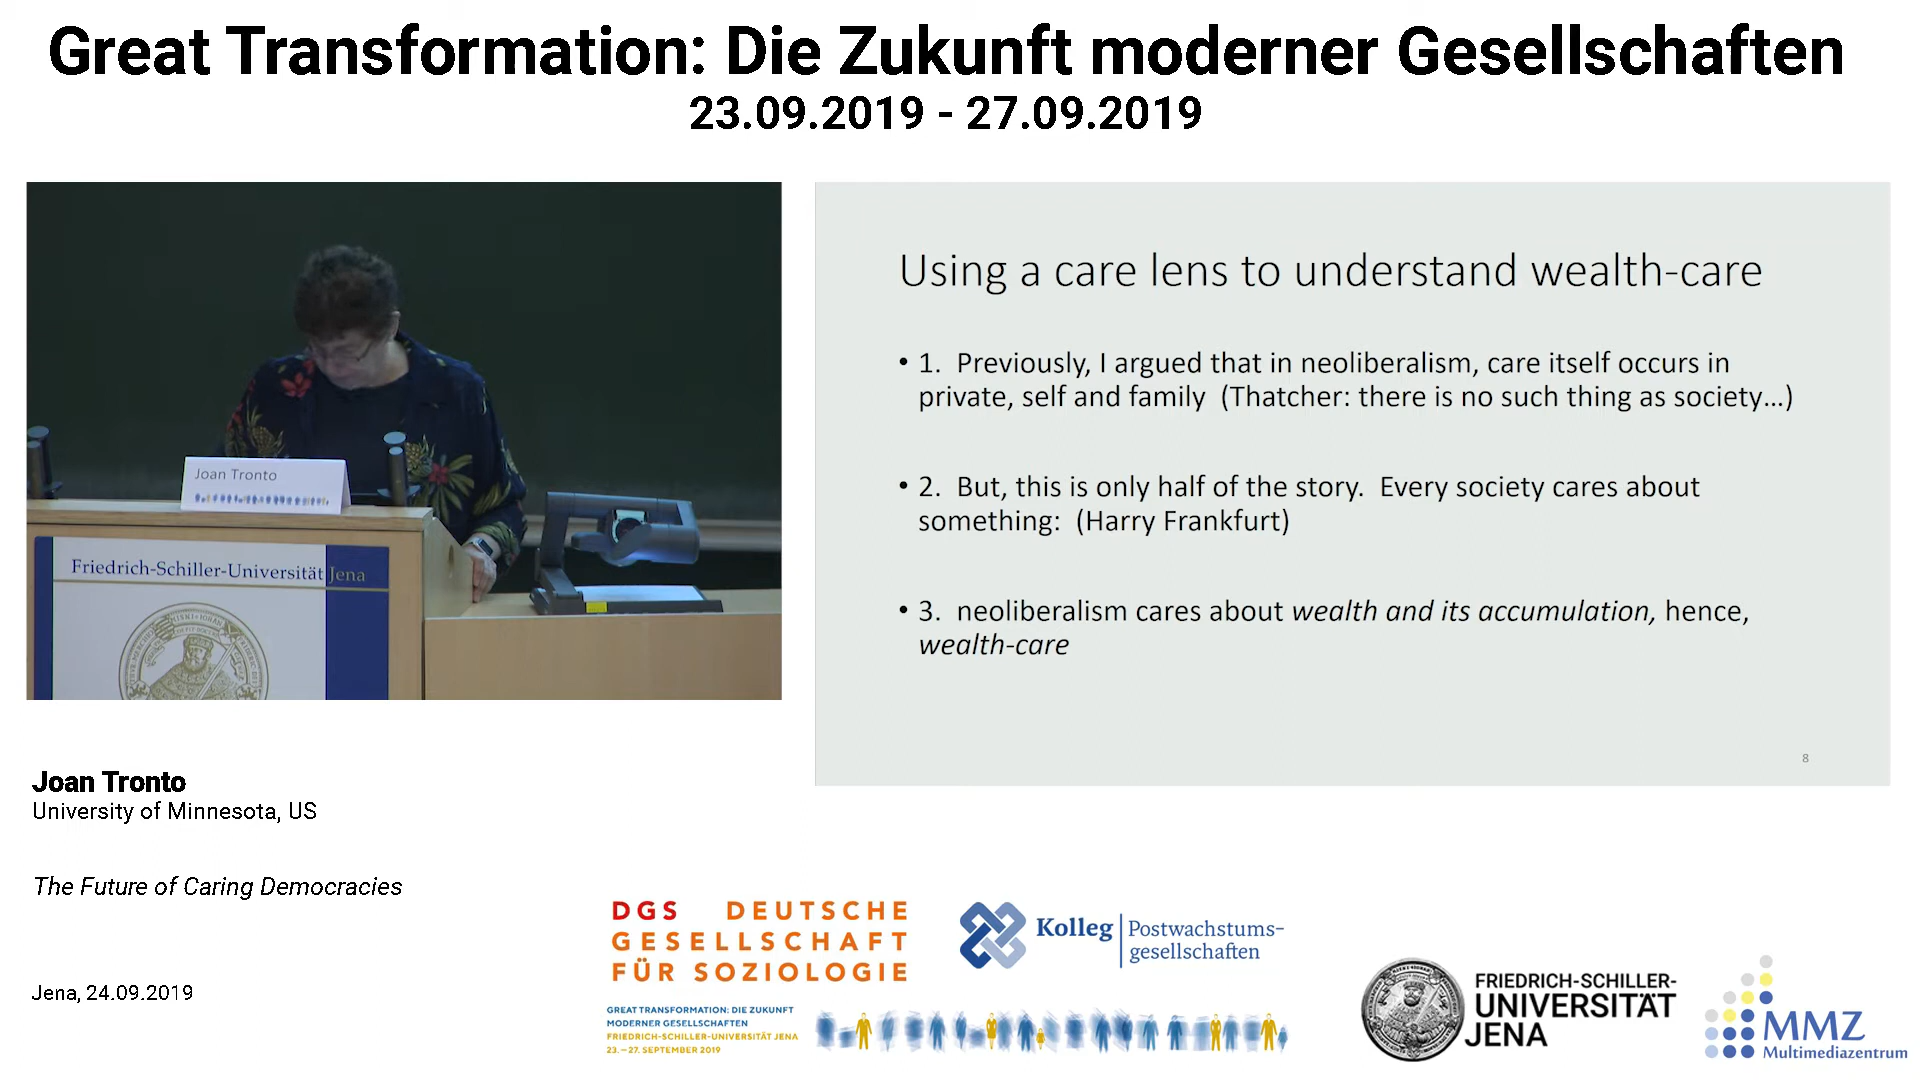 Great Transformation: Die Zukunft moderner Gesellschaften
23.09.2019 - 27.09.2019
Joan Tronto
Friedrich-Schiller-Universität Jena
Using a care lens to understand wealth-care
• 1. Previously, I argued that in neoliberalism, care itself occurs in
private, self and family (Thatcher: there is no such thing as society...)
• 2. But, this is only half of the story. Every society cares about
something: (Harry Frankfurt)
• 3. neoliberalism cares about wealth and its accumulation, hence,
wealth-care
8
Joan Tronto
University of Minnesota, US
The Future of Caring Democracies
Jena, 24.09.2019
DGS DEUTSCHE
GESELLSCHAFT
FÜR SOZIOLOGIE
GREAT TRANSFORMATION: DIE ZUKUNFT
MODERNER GESELLSCHAFTEN
FRIEDRICH-SCHILLER-UNIVERSITÄT JENA
23.–27. SEPTEMBER 2019
Kolleg Postwachstums-
gesellschaften
FRIEDRICH-SCHILLER-
UNIVERSITÄT
JENA
MMZ
Multimediazentrum